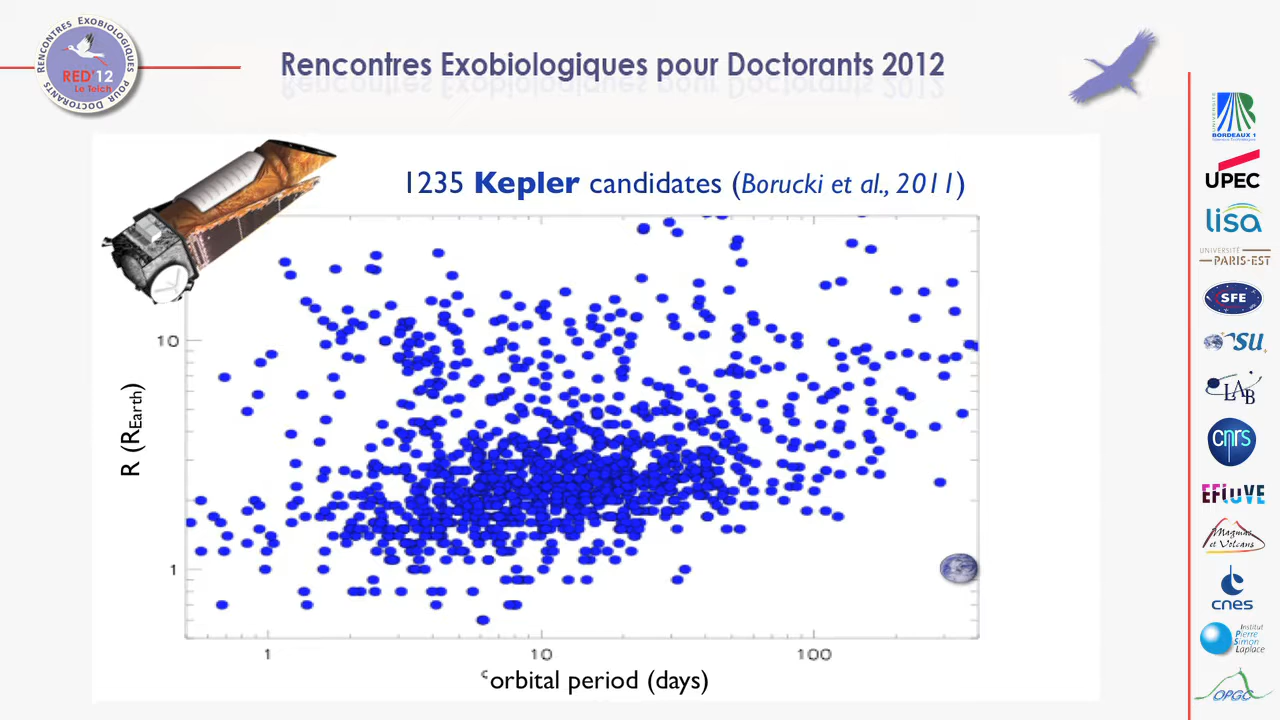 RENCONTRES EXOBIOLOGIQUES POUR DOCTORANTS
RED'12
Le Teich
Rencontres Exobiologiques pour Doctorants 2012
1235 Kepler candidates (Borucki et al., 2011)
10
1
R (REarth)
1
10
100
orbital period (days)
UNIVERSITÉ
BORDEAUX 1
UPEC
lisa
UNIVERSITÉ
PARIS-EST
SFE
OASU
LAB
cnrs
EFLUVE
Magmas
et Volcans
cnes
Institut
Pierre
Simon
Laplace
OPGC